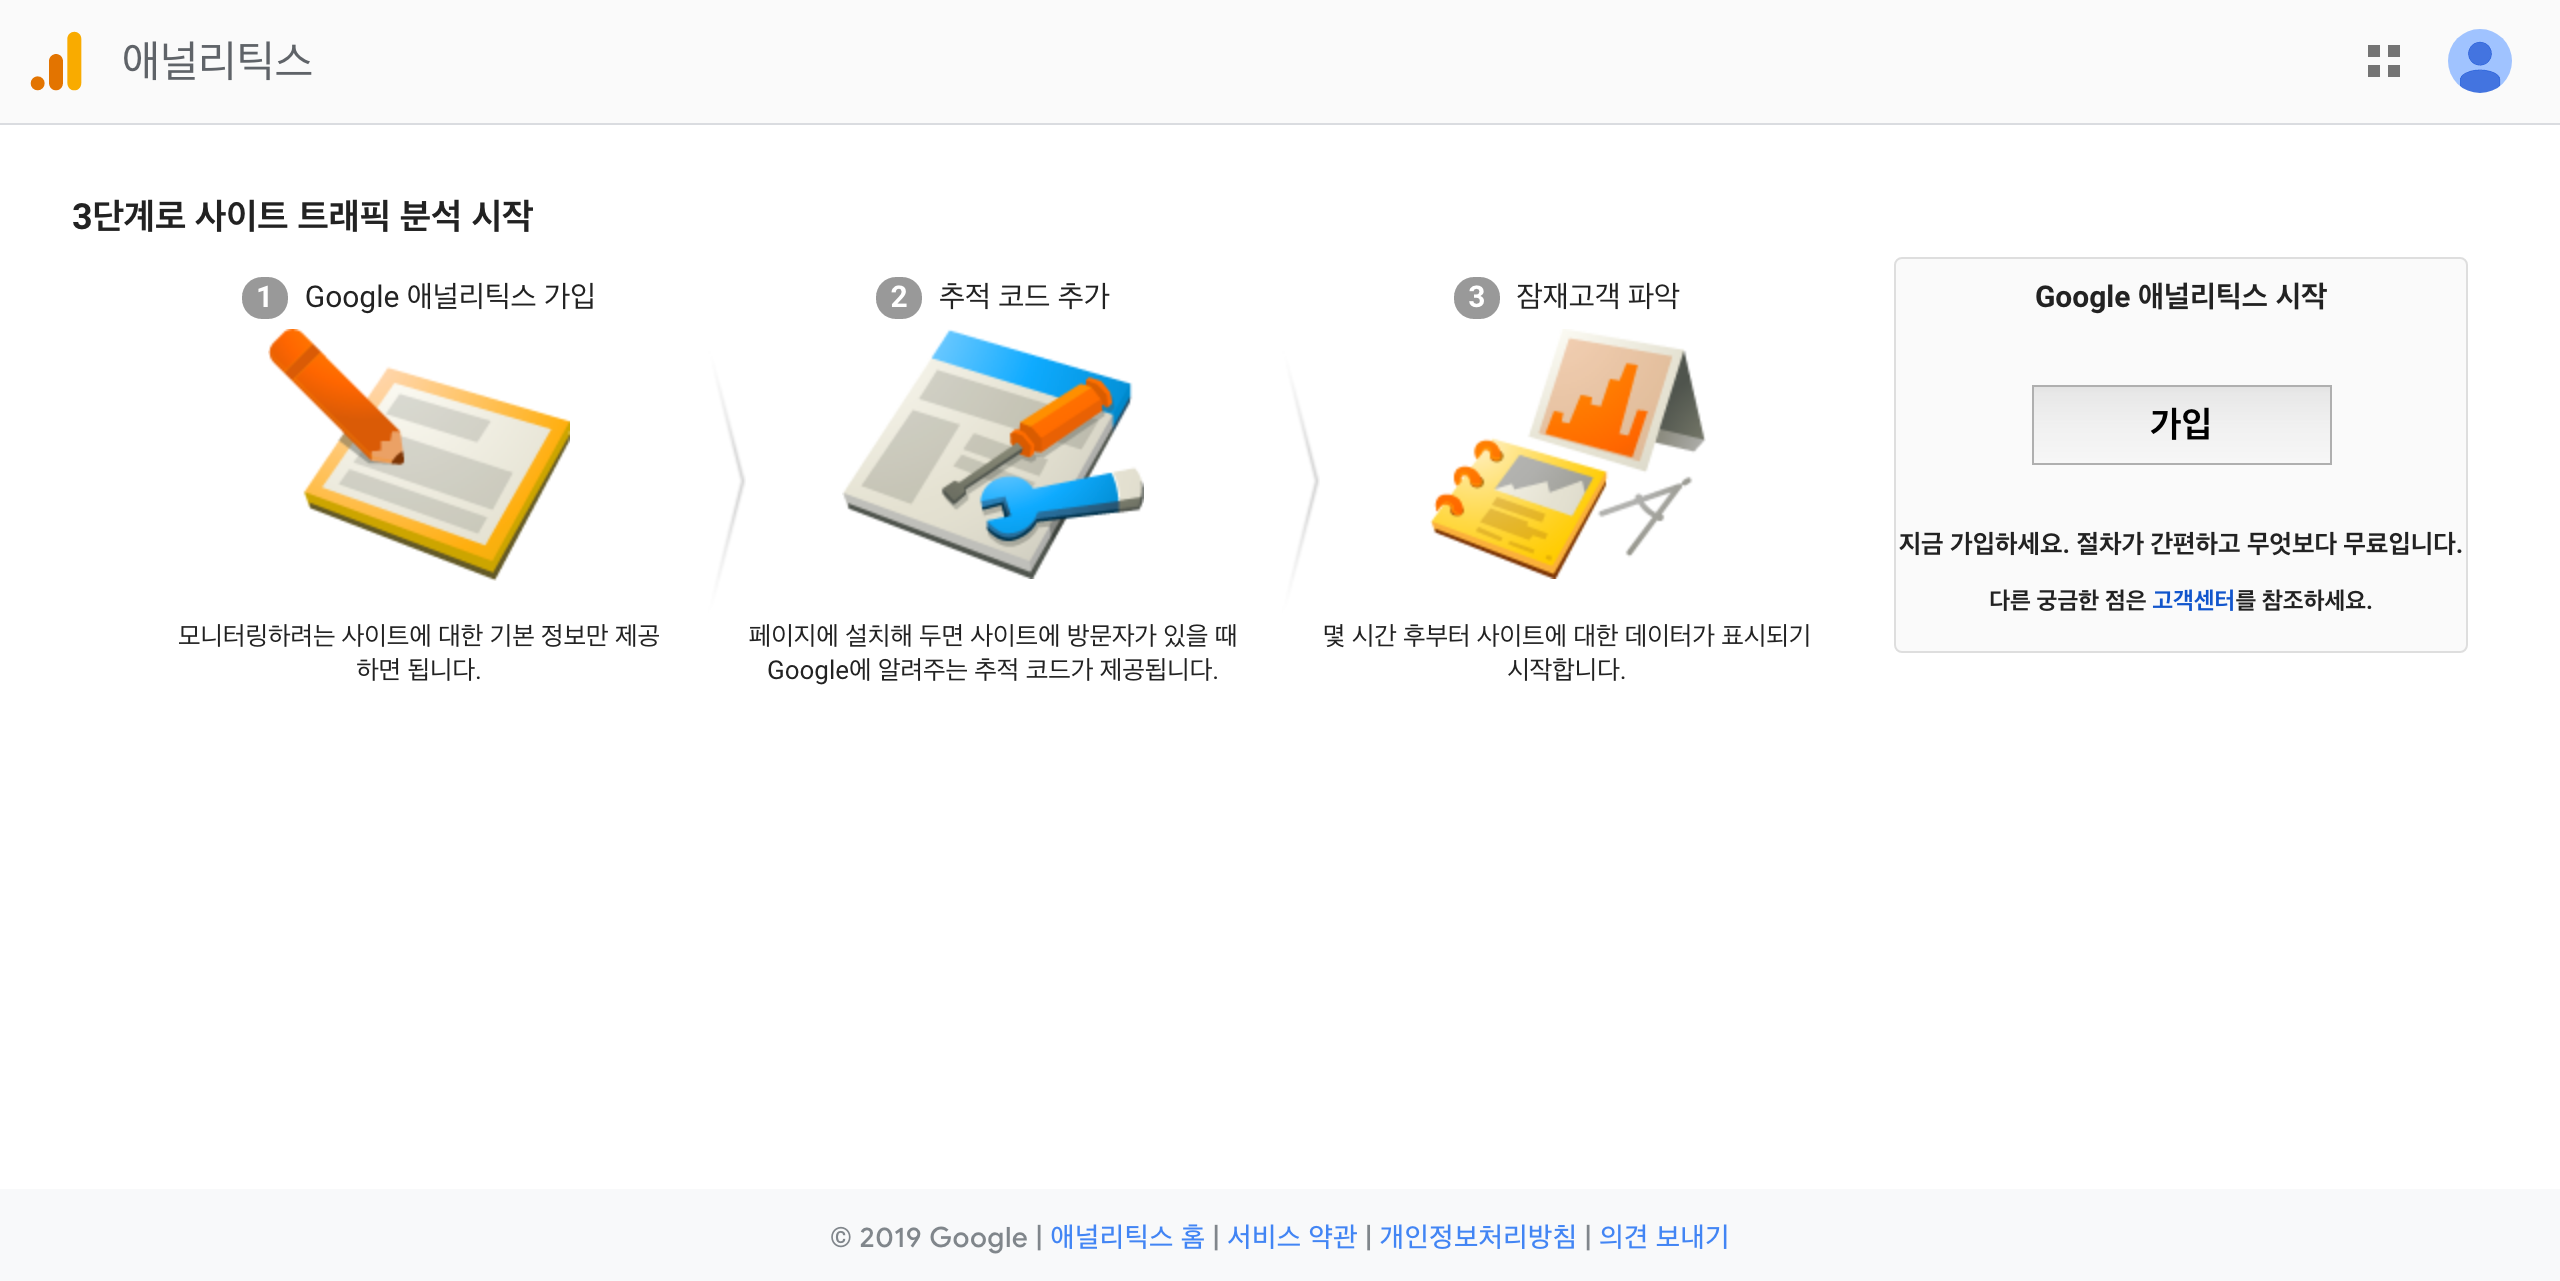 애널리틱스
3단계로 사이트 트래픽 분석 시작
1 Google 애널리틱스 가입
모니터링하려는 사이트에 대한 기본 정보만 제공
하면 됩니다.
2 추적 코드 추가
페이지에 설치해 두면 사이트에 방문자가 있을 때
Google에 알려주는 추적 코드가 제공됩니다.
3 잠재고객 파악
몇 시간 후부터 사이트에 대한 데이터가 표시되기
시작합니다.
Google 애널리틱스 시작
가입
지금 가입하세요. 절차가 간편하고 무엇보다 무료입니다.
다른 궁금한 점은 고객센터를 참조하세요.
© 2019 Google | 애널리틱스 홈 | 서비스 약관 | 개인정보처리방침 | 의견 보내기